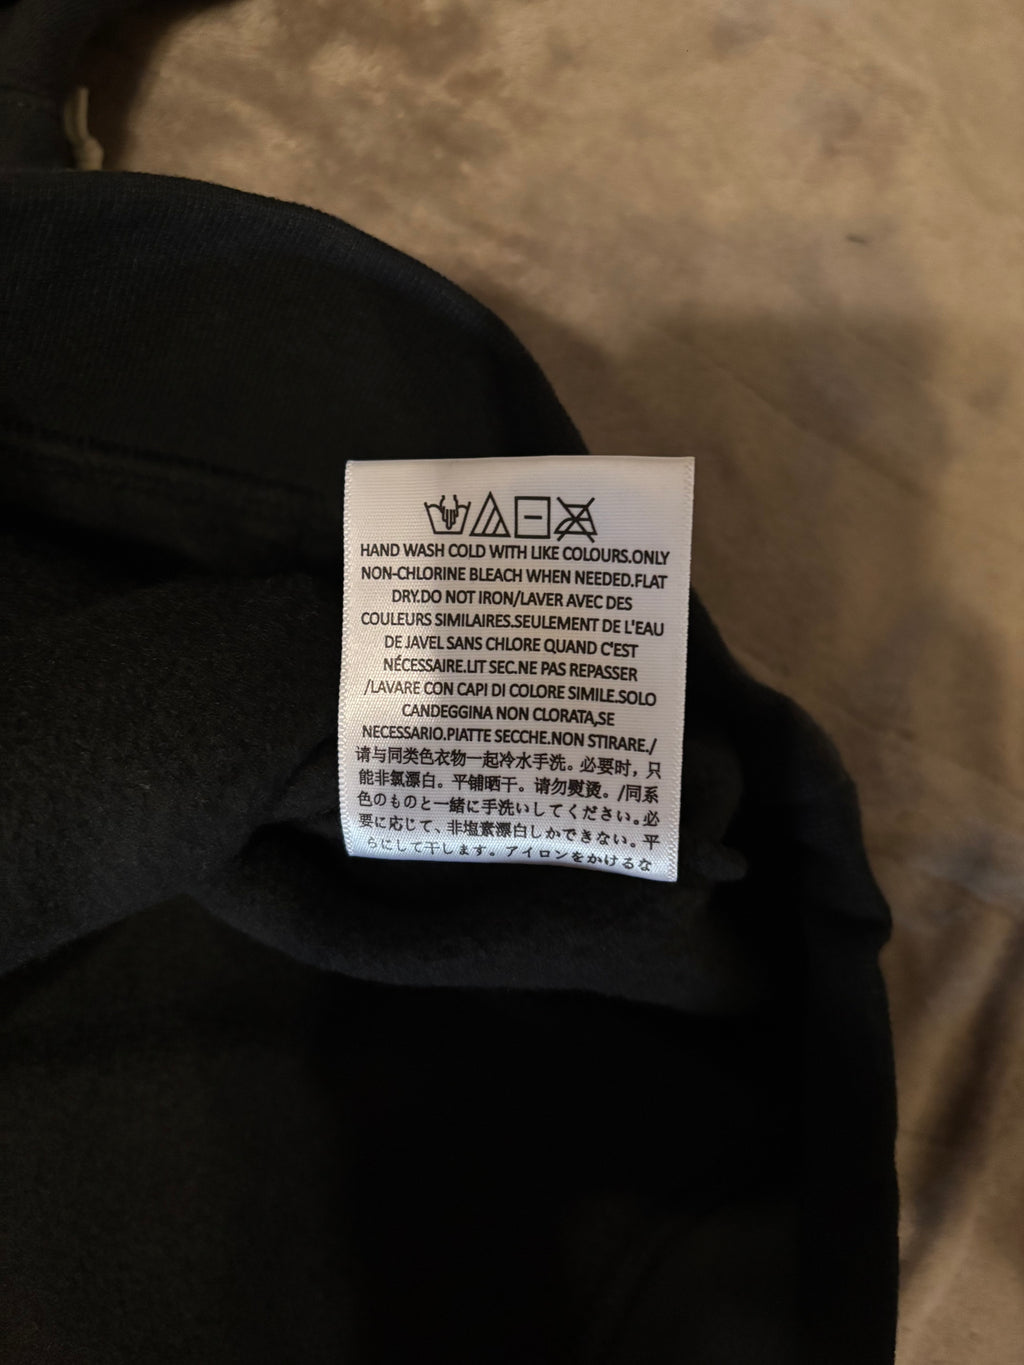 HAND WASH COLD WITH LIKE COLOURS.ONLY
NON-CHLORINE BLEACH WHEN NEEDED.FLAT
DRY.DO NOT IRON/LAVER AVEC DES
COULEURS SIMILAIRES.SEULEMENT DE L'EAU
DE JAVEL SANS CHLORE QUAND C'EST
NÉCESSAIRE.LIT SEC.NE PAS REPASSER
/LAVARE CON CAPI DI COLORE SIMILE.SOLO
CANDEGGINA NON CLORATA,SE
NECESSARIO.PIATTE SECCHE.NON STIRARE./
请与同类色衣物一起冷水手洗。必要时，只
能非氯漂白。平铺晒干。请勿熨烫。/同系
色のものと一緒に手洗いしてください。必
要に応じて、非塩素漂白しかできない。平
らにして干します。アイロンをかけるな